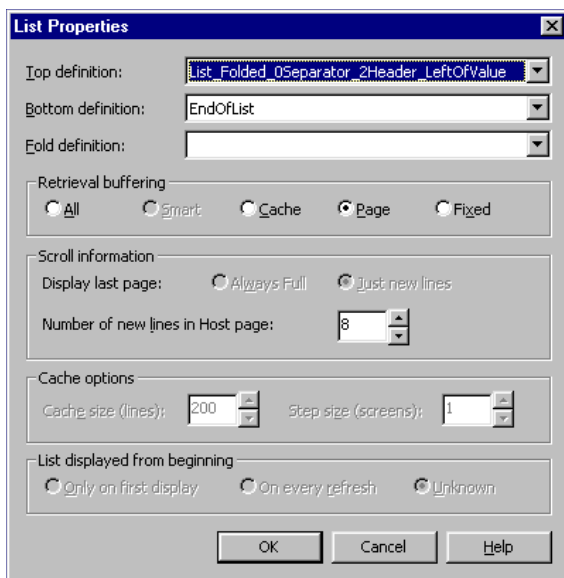 List Properties
Top definition: List_Folded_0Separator_2Header_LeftOfValue
Bottom definition: EndOfList
Fold definition:
Retrieval buffering
All Smart Cache Page Fixed
Scroll information
Display last page: Always Full Just new lines
Number of new lines in Host page: 8
Cache options
Cache size (lines): 200 Step size (screens): 1
List displayed from beginning
Only on first display On every refresh Unknown
OK Cancel Help